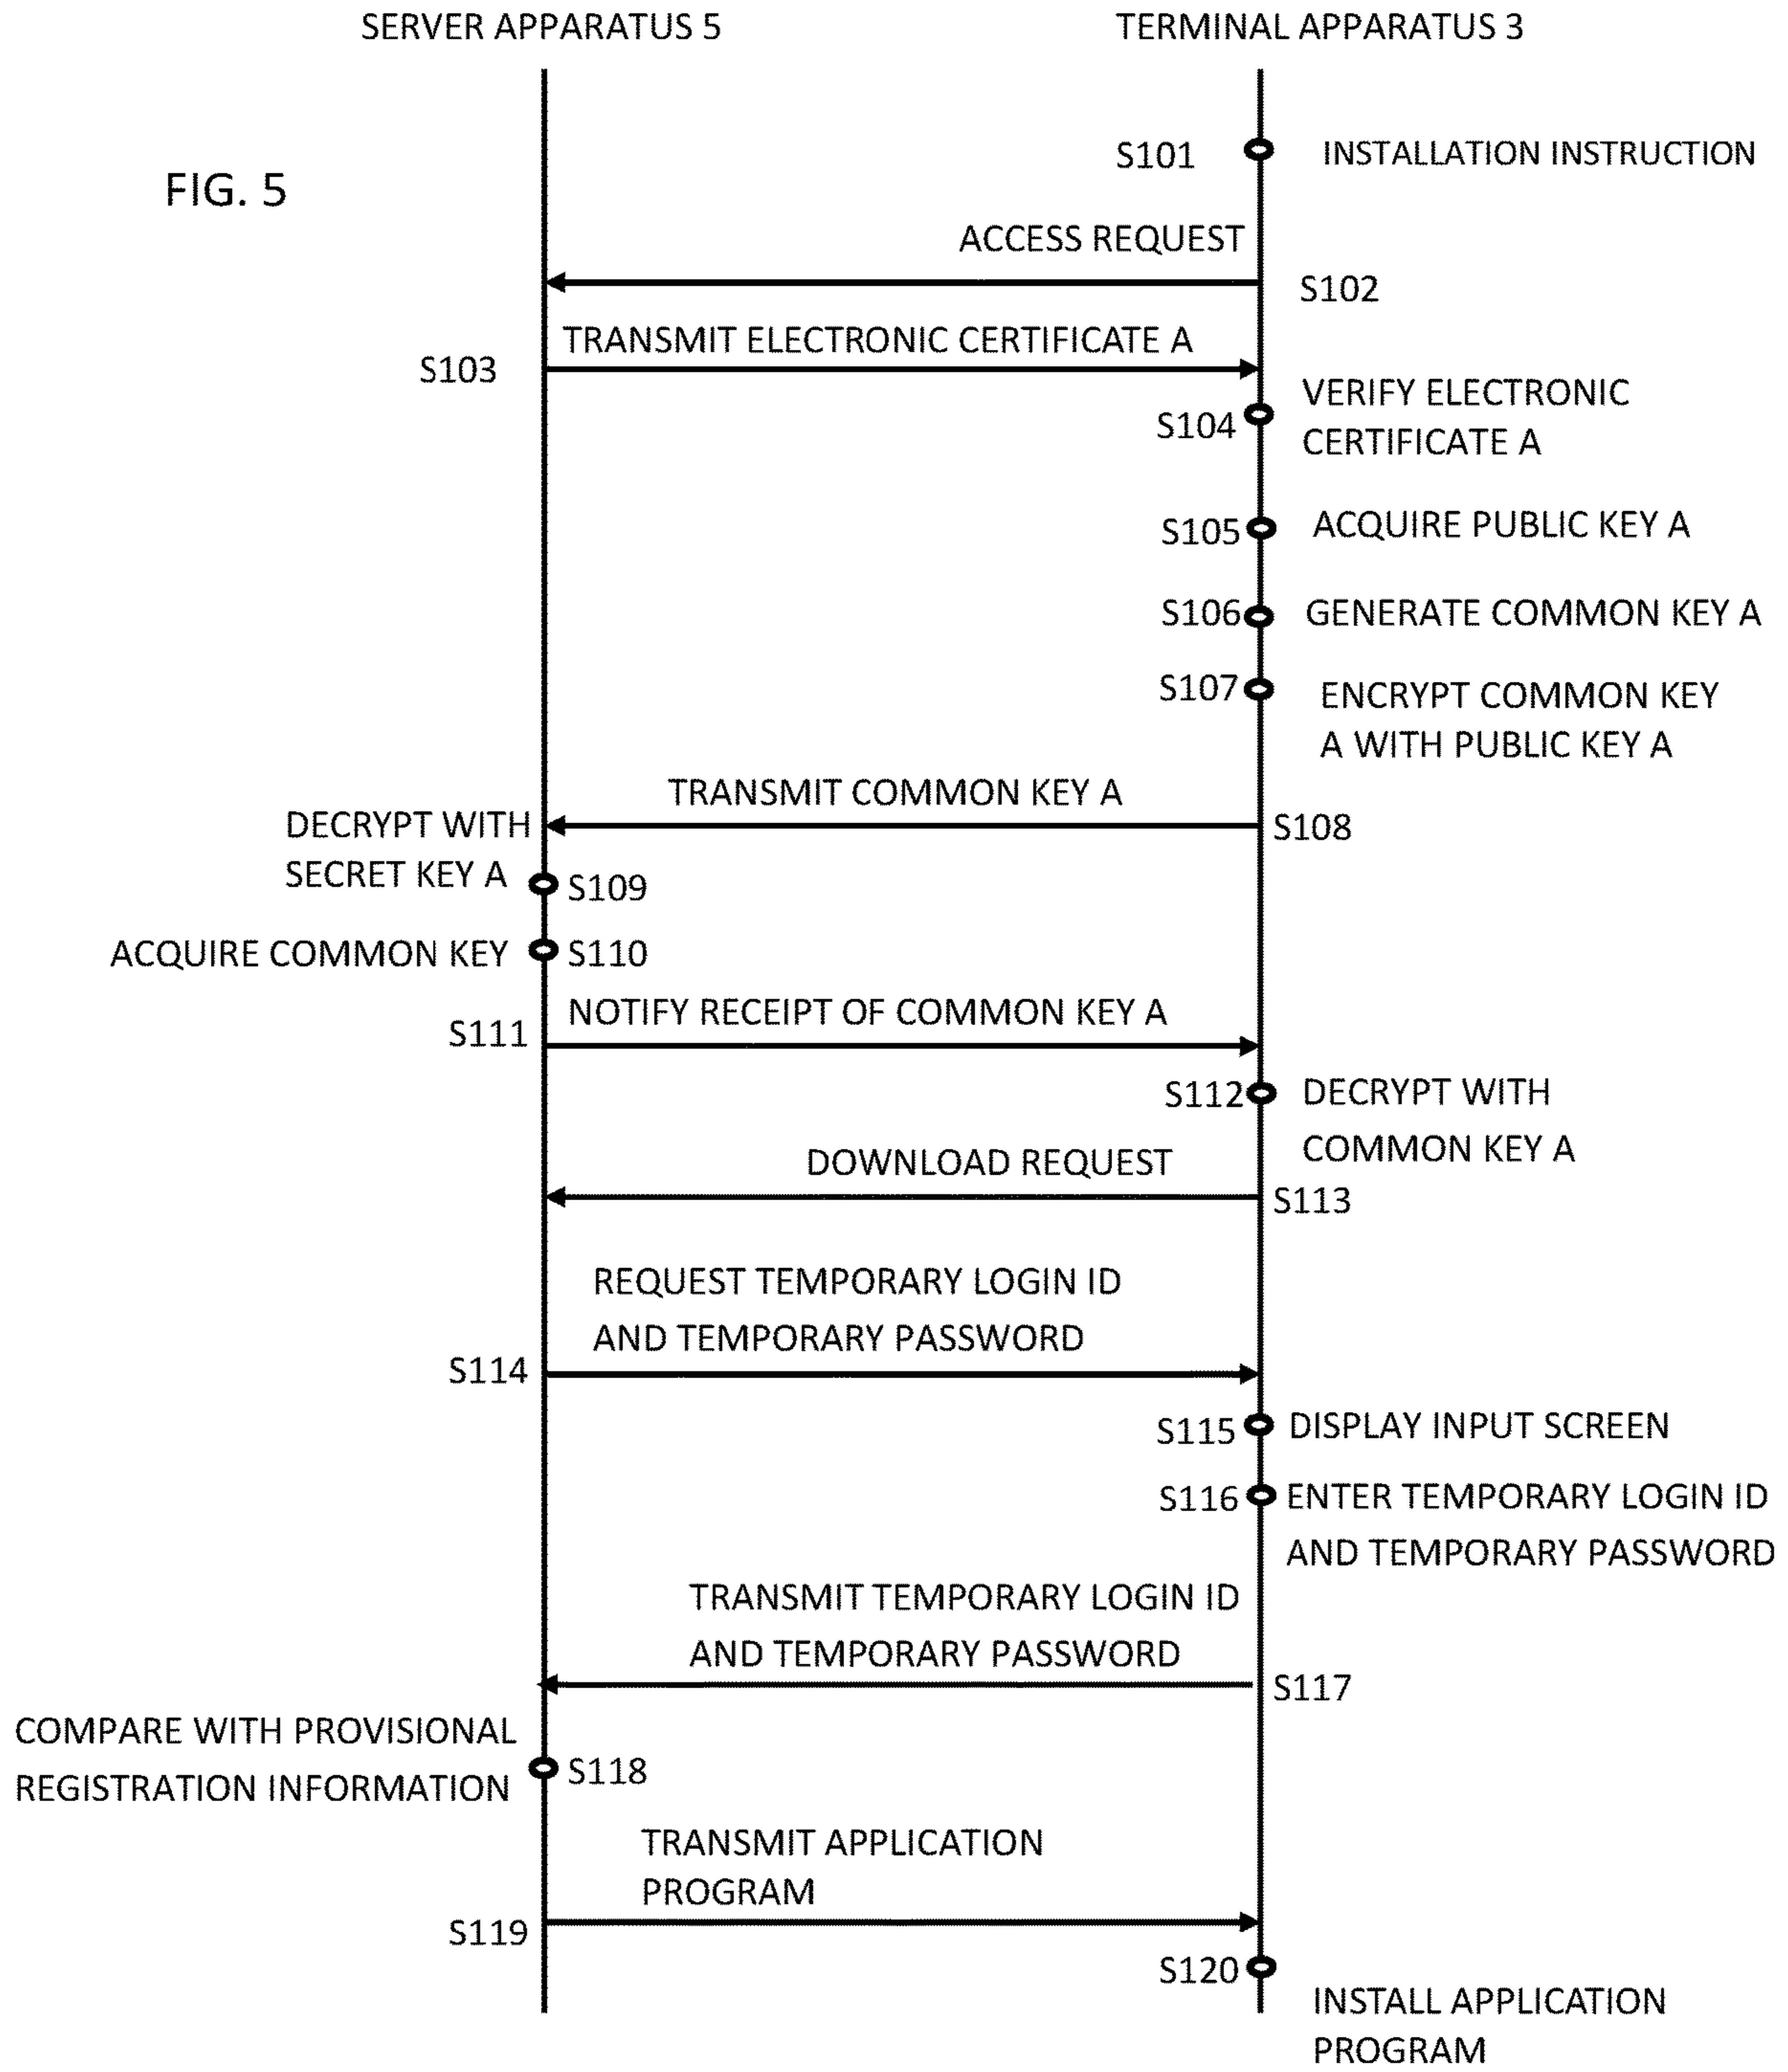 SERVER APPARATUS 5
TERMINAL APPARATUS 3
FIG. 5
S101
INSTALLATION INSTRUCTION
ACCESS REQUEST
S102
TRANSMIT ELECTRONIC CERTIFICATE A
S103
S104
VERIFY ELECTRONIC
CERTIFICATE A
S105
ACQUIRE PUBLIC KEY A
S106
GENERATE COMMON KEY A
S107
ENCRYPT COMMON KEY
A WITH PUBLIC KEY A
TRANSMIT COMMON KEY A
S108
DECRYPT WITH
SECRET KEY A
S109
ACQUIRE COMMON KEY
S110
NOTIFY RECEIPT OF COMMON KEY A
S111
S112
DECRYPT WITH
COMMON KEY A
DOWNLOAD REQUEST
S113
REQUEST TEMPORARY LOGIN ID
AND TEMPORARY PASSWORD
S114
S115
DISPLAY INPUT SCREEN
S116
ENTER TEMPORARY LOGIN ID
AND TEMPORARY PASSWORD
TRANSMIT TEMPORARY LOGIN ID
AND TEMPORARY PASSWORD
S117
COMPARE WITH PROVISIONAL
REGISTRATION INFORMATION
S118
TRANSMIT APPLICATION
PROGRAM
S119
S120
INSTALL APPLICATION
PROGRAM